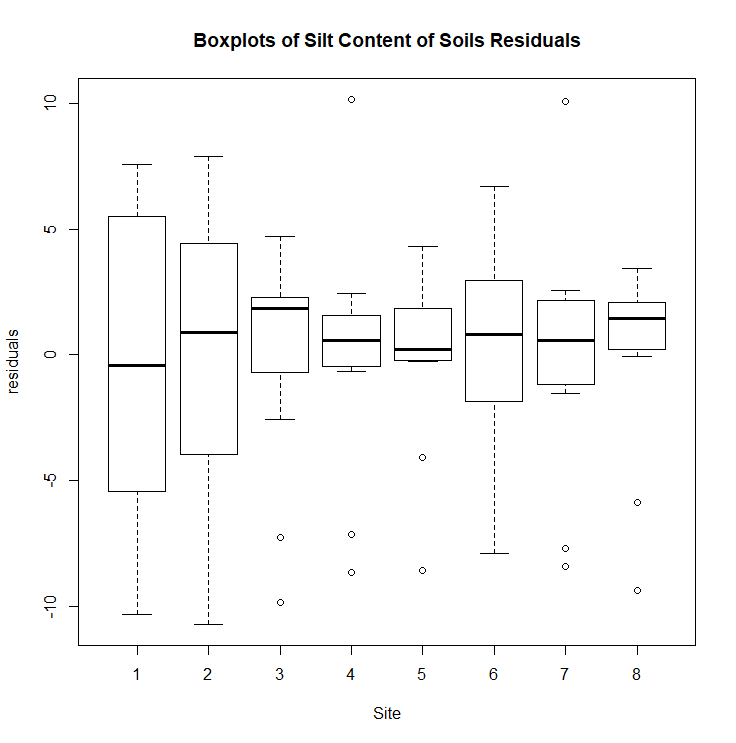 Boxplots of Silt Content of Soils Residuals
residuals
10
5
0
-5
-10
1 2 3 4 5 6 7 8
Site